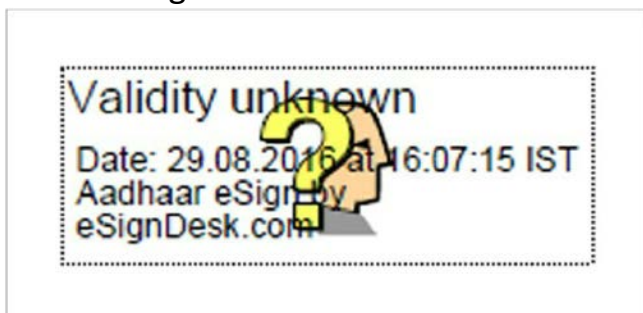 Validity unknown
Date: 29.08.2016 at 16:07:15 IST
Aadhaar eSign by
eSignDesk.com